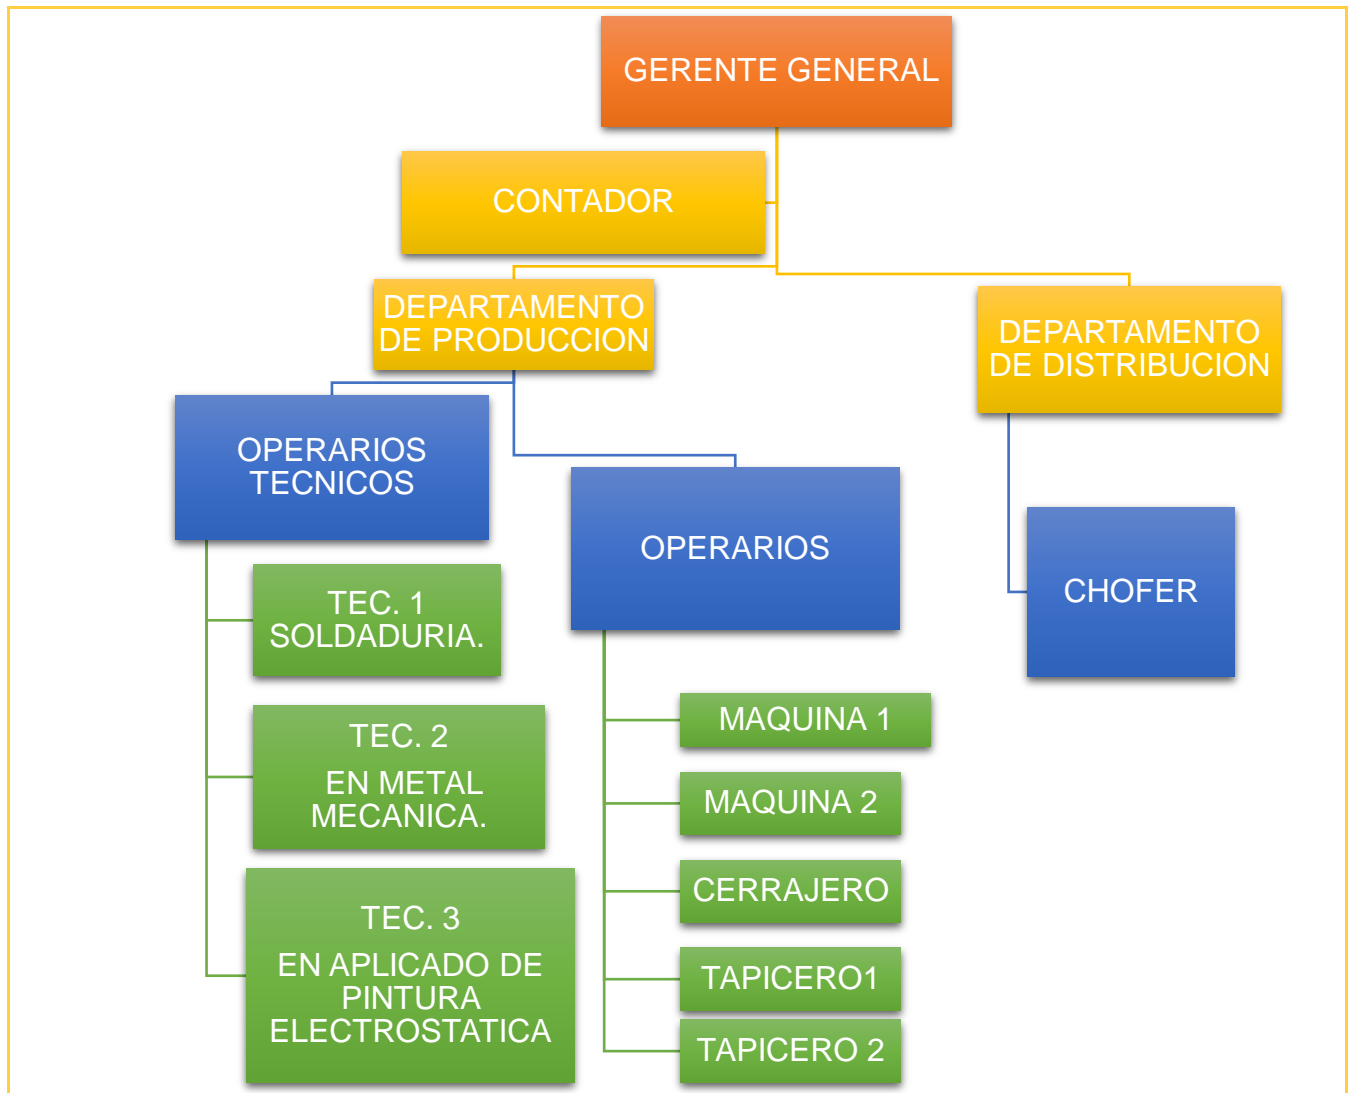 GERENTE GENERAL
CONTADOR
DEPARTAMENTO
DE PRODUCCION
DEPARTAMENTO
DE DISTRIBUCION
OPERARIOS
TECNICOS
OPERARIOS
CHOFER
TEC. 1
SOLDADURIA.
TEC. 2
EN METAL
MECANICA.
TEC. 3
EN APLICADO DE
PINTURA
ELECTROSTATICA
MAQUINA 1
MAQUINA 2
CERRAJERO
TAPICERO1
TAPICERO 2